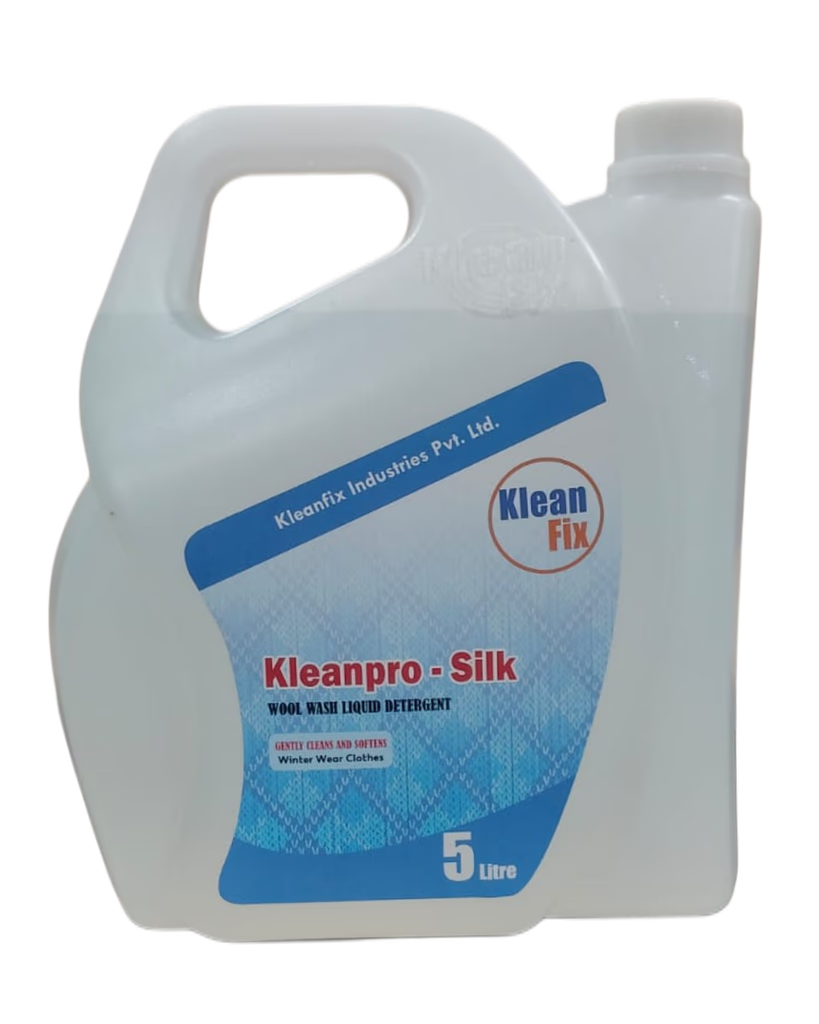 Kleanfix Industries Pvt. Ltd.
Klean
Fix
Kleanpro - Silk
WOOL WASH LIQUID DETERGENT
GENTLY CLEANS AND SOFTENS
Winter Wear Clothes
5 Litre